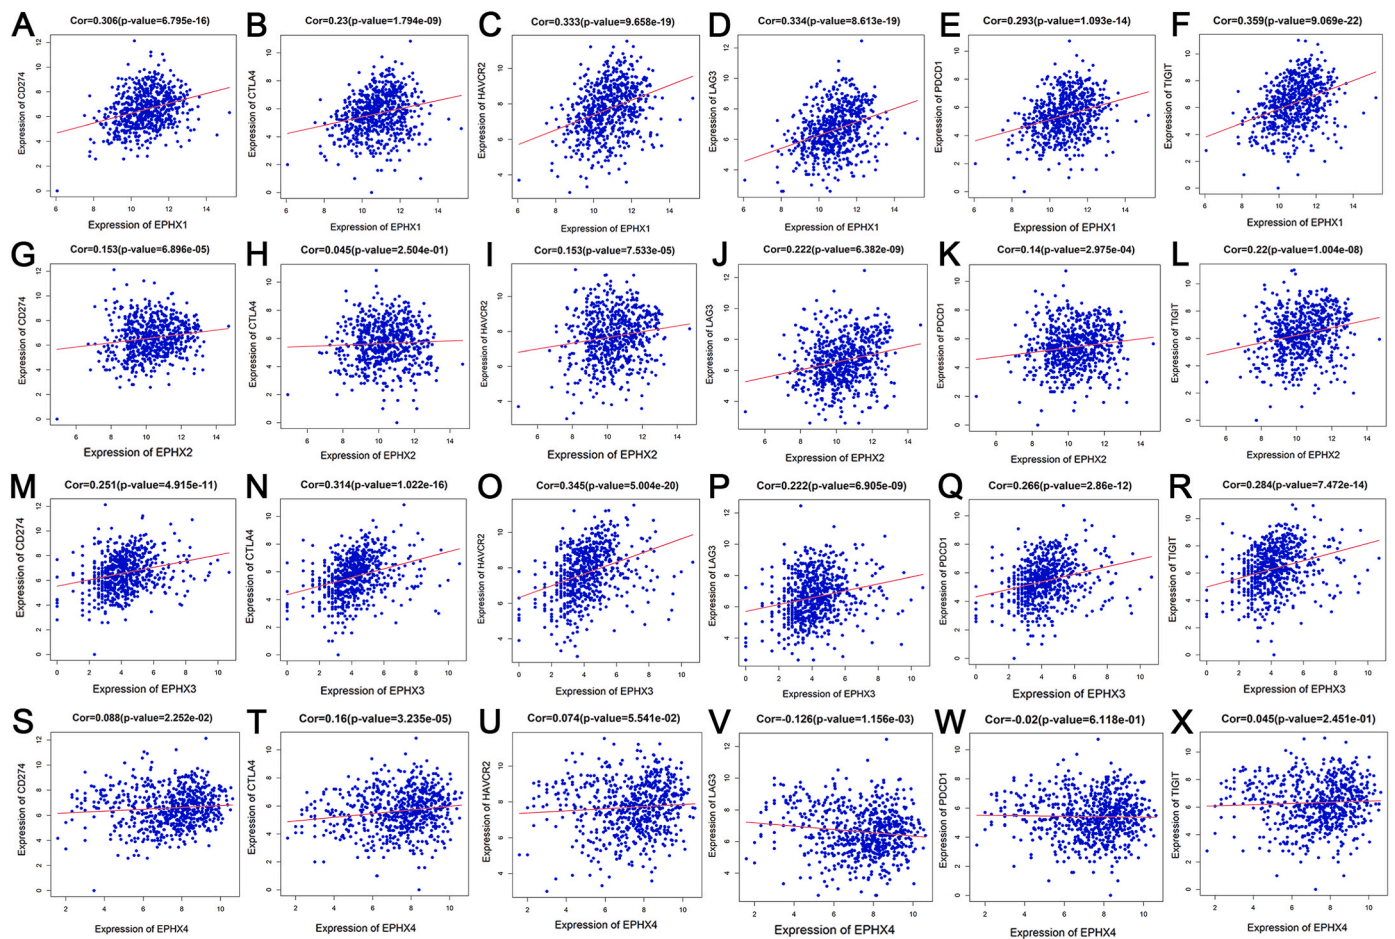 A
Cor=0.306(p-value=6.795e-16)
Expression of CD274
Expression of EPHX1
B
Cor=0.23(p-value=1.794e-09)
Expression of CTLA4
Expression of EPHX1
C
Cor=0.333(p-value=9.658e-19)
Expression of HAVCR2
Expression of EPHX1
D
Cor=0.334(p-value=8.613e-19)
Expression of LAG3
Expression of EPHX1
E
Cor=0.293(p-value=1.093e-14)
Expression of PDCD1
Expression of EPHX1
F
Cor=0.359(p-value=9.069e-22)
Expression of TIGIT
Expression of EPHX1
G
Cor=0.153(p-value=6.896e-05)
Expression of CD274
Expression of EPHX2
H
Cor=0.045(p-value=2.504e-01)
Expression of CTLA4
Expression of EPHX2
I
Cor=0.153(p-value=7.533e-05)
Expression of HAVCR2
Expression of EPHX2
J
Cor=0.222(p-value=6.382e-09)
Expression of LAG3
Expression of EPHX2
K
Cor=0.14(p-value=2.975e-04)
Expression of PDCD1
Expression of EPHX2
L
Cor=0.22(p-value=1.004e-08)
Expression of TIGIT
Expression of EPHX2
M
Cor=0.251(p-value=4.915e-11)
Expression of CD274
Expression of EPHX3
N
Cor=0.314(p-value=1.022e-16)
Expression of CTLA4
Expression of EPHX3
O
Cor=0.345(p-value=5.004e-20)
Expression of HAVCR2
Expression of EPHX3
P
Cor=0.222(p-value=6.905e-09)
Expression of LAG3
Expression of EPHX3
Q
Cor=0.266(p-value=2.86e-12)
Expression of PDCD1
Expression of EPHX3
R
Cor=0.284(p-value=7.472e-14)
Expression of TIGIT
Expression of EPHX3
S
Cor=0.088(p-value=2.252e-02)
Expression of CD274
Expression of EPHX4
T
Cor=0.16(p-value=3.235e-05)
Expression of CTLA4
Expression of EPHX4
U
Cor=0.074(p-value=5.541e-02)
Expression of HAVCR2
Expression of EPHX4
V
Cor=-0.126(p-value=1.156e-03)
Expression of LAG3
Expression of EPHX4
W
Cor=-0.02(p-value=6.118e-01)
Expression of PDCD1
Expression of EPHX4
X
Cor=0.045(p-value=2.451e-01)
Expression of TIGIT
Expression of EPHX4